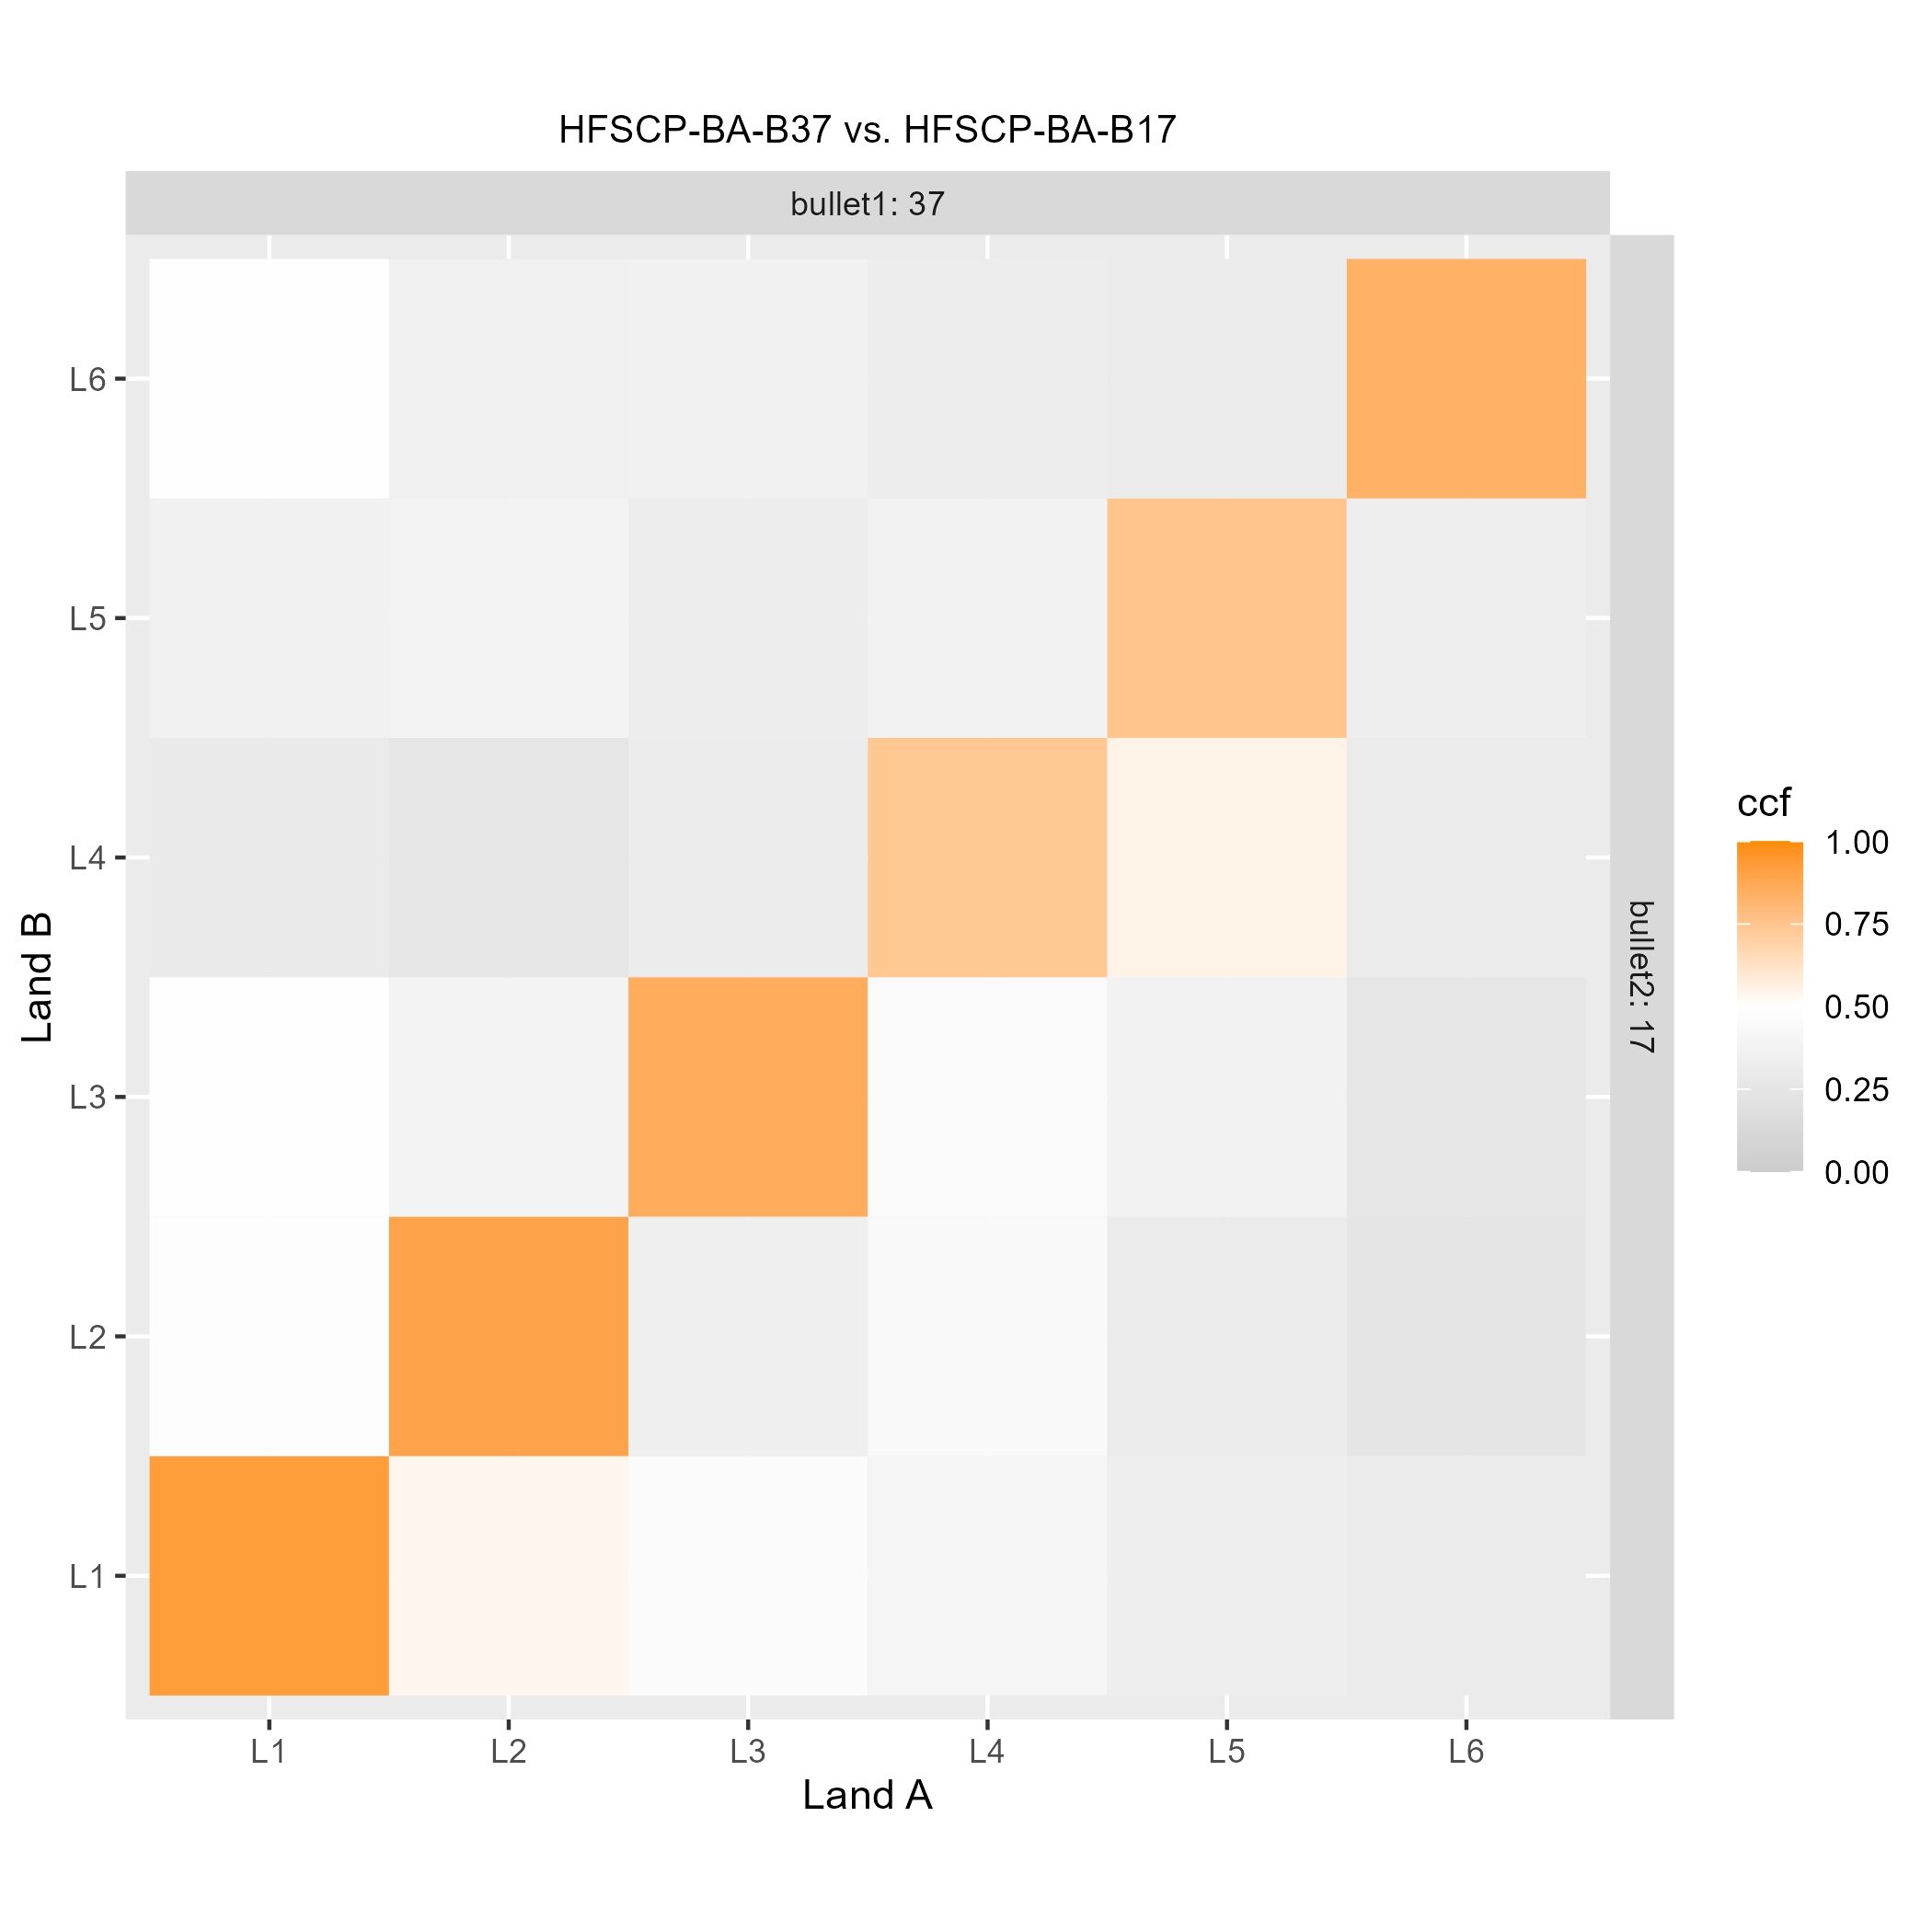 HFSCP-BA-B37 vs. HFSCP-BA-B17
bullet1: 37
L6
L5
L4
L3
L2
L1
Land B
bullet2: 17
L1 L2 L3 L4 L5 L6
Land A
ccf
1.00
0.75
0.50
0.25
0.00